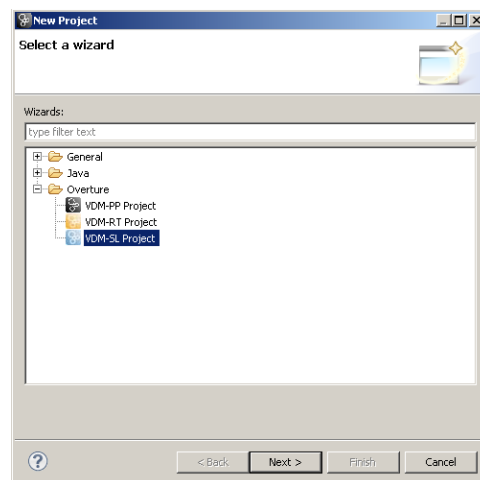 New Project
Select a wizard
Wizards:
type filter text
General
Java
Overture
VDM-PP Project
VDM-RT Project
VDM-SL Project
< Back Next > Finish Cancel